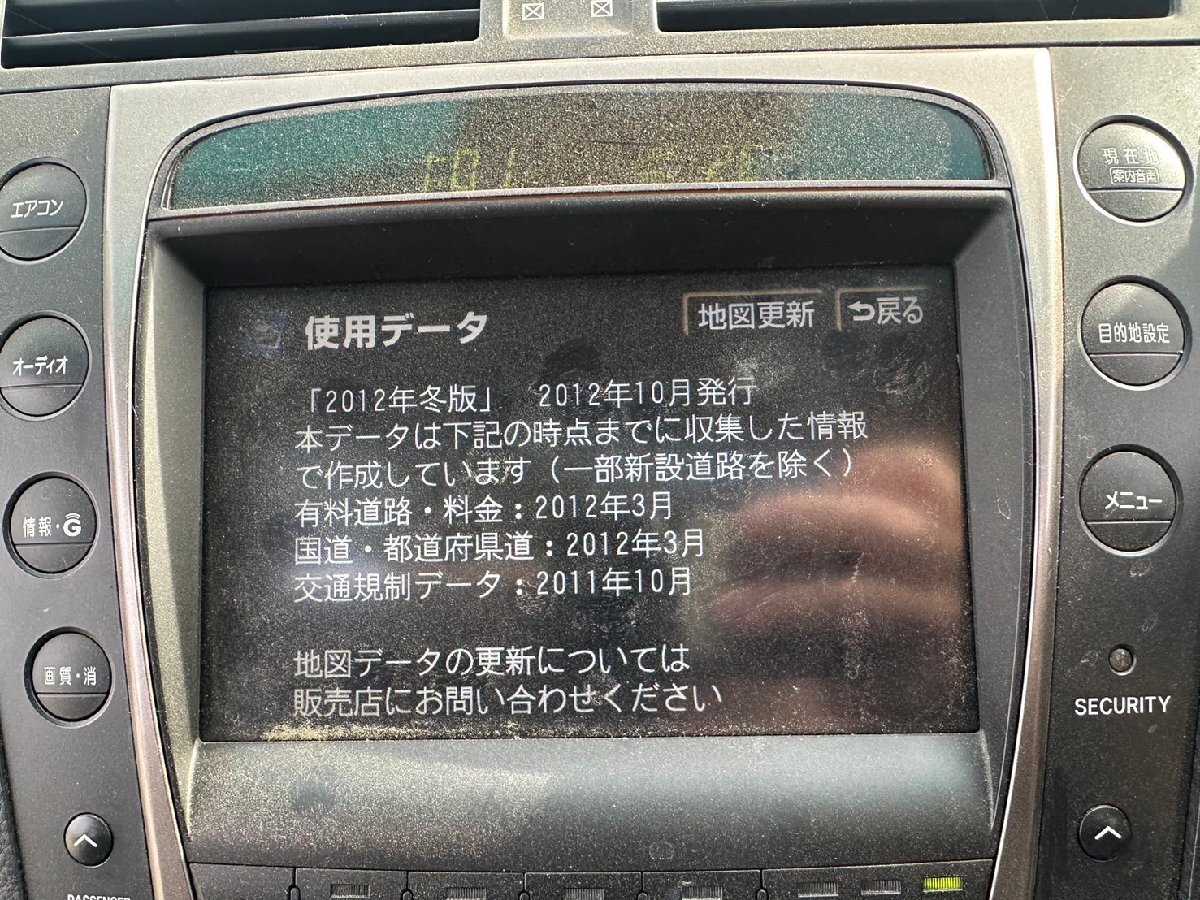 エアコン
オーディオ
情報・G
画質・消
使用データ
地図更新
戻る
「2012年冬版」 2012年10月発行
本データは下記の時点までに収集した情報
で作成しています（一部新設道路を除く）
有料道路・料金：2012年3月
国道・都道府県道：2012年3月
交通規制データ：2011年10月
地図データの更新については
販売店にお問い合わせください
現在地
案内音声
目的地設定
メニュー
SECURITY
PASSENGER